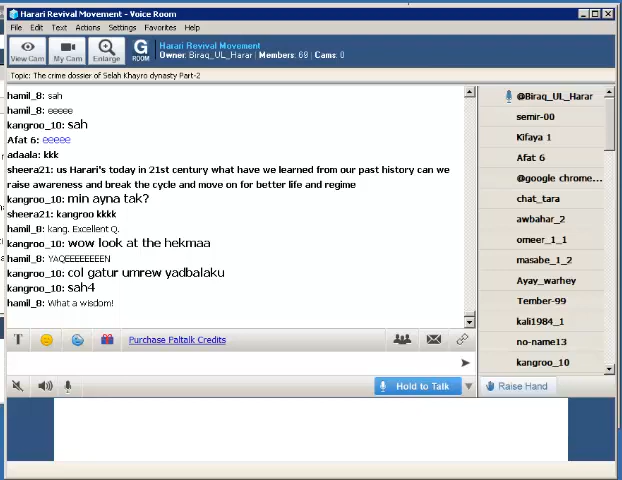 Harari Revival Movement - Voice Room
File Edit Text Actions Settings Favorites Help
View Cam My Cam Enlarge G ROOM
Harari Revival Movement
Owner: Biraq_UL_Harar | Members: 69 | Cams: 0
Topic: The crime dossier of Selah Khayro dynasty Part-2
hamil_8: sah
hamil_8: eeeee
kangroo_10: sah
Afat 6: eeeee
adaala: kkk
sheera21: us Harari's today in 21st century what have we learned from our past history can we
raise awareness and break the cycle and move on for better life and regime
kangroo_10: min ayna tak?
sheera21: kangroo kkkk
hamil_8: kang. Excellent Q.
kangroo_10: wow look at the hekmaa
hamil_8: YAQEEEEEEEN
kangroo_10: col gatur umrew yadbalaku
kangroo_10: sah4
hamil_8: What a wisdom!
@Biraq_UL_Harar
semir-00
Kifaya 1
Afat 6
@google chrome...
chat_tara
awbahar_2
omeer_1_1
masabe_1_2
Ayay_warhey
Tember-99
kali1984_1
no-name13
kangroo_10
T Purchase Paltalk Credits
Hold to Talk
Raise Hand